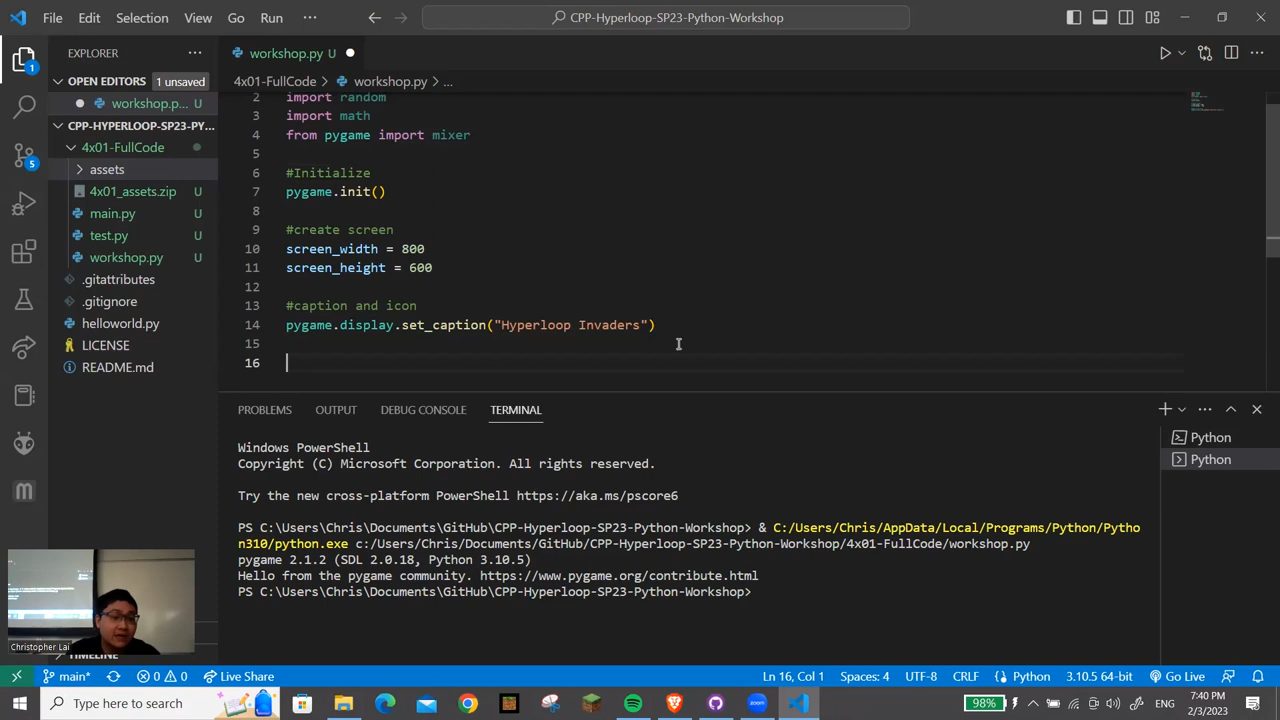 File Edit Selection View Go Run ··· CPP-Hyperloop-SP23-Python-Workshop
EXPLORER ···
workshop.py U
OPEN EDITORS 1 unsaved
workshop.p... U
CPP-HYPERLOOP-SP23-PY...
4x01-FullCode
assets
4x01_assets.zip U
main.py U
test.py U
workshop.py U
.gitattributes
.gitignore
helloworld.py
LICENSE
README.md
TIMELINE
1
5
4x01-FullCode > workshop.py > ...
2 import random
3 import math
4 from pygame import mixer
5
6 #Initialize
7 pygame.init()
8
9 #create screen
10 screen_width = 800
11 screen_height = 600
12
13 #caption and icon
14 pygame.display.set_caption("Hyperloop Invaders")
15
16
PROBLEMS OUTPUT DEBUG CONSOLE TERMINAL
Python
Python
Windows PowerShell
Copyright (C) Microsoft Corporation. All rights reserved.
Try the new cross-platform PowerShell https://aka.ms/pscore6
PS C:\Users\Chris\Documents\GitHub\CPP-Hyperloop-SP23-Python-Workshop> & C:/Users/Chris/AppData/Local/Programs/Python/Pytho
n310/python.exe c:/Users/Chris/Documents/GitHub/CPP-Hyperloop-SP23-Python-Workshop/4x01-FullCode/workshop.py
pygame 2.1.2 (SDL 2.0.18, Python 3.10.5)
Hello from the pygame community. https://www.pygame.org/contribute.html
PS C:\Users\Chris\Documents\GitHub\CPP-Hyperloop-SP23-Python-Workshop>
Christopher Lai
main* 0 0 Live Share Ln 16, Col 1 Spaces: 4 UTF-8 CRLF Python 3.10.5 64-bit Go Live
Type here to search 98% ENG 7:40 PM
2/3/2023